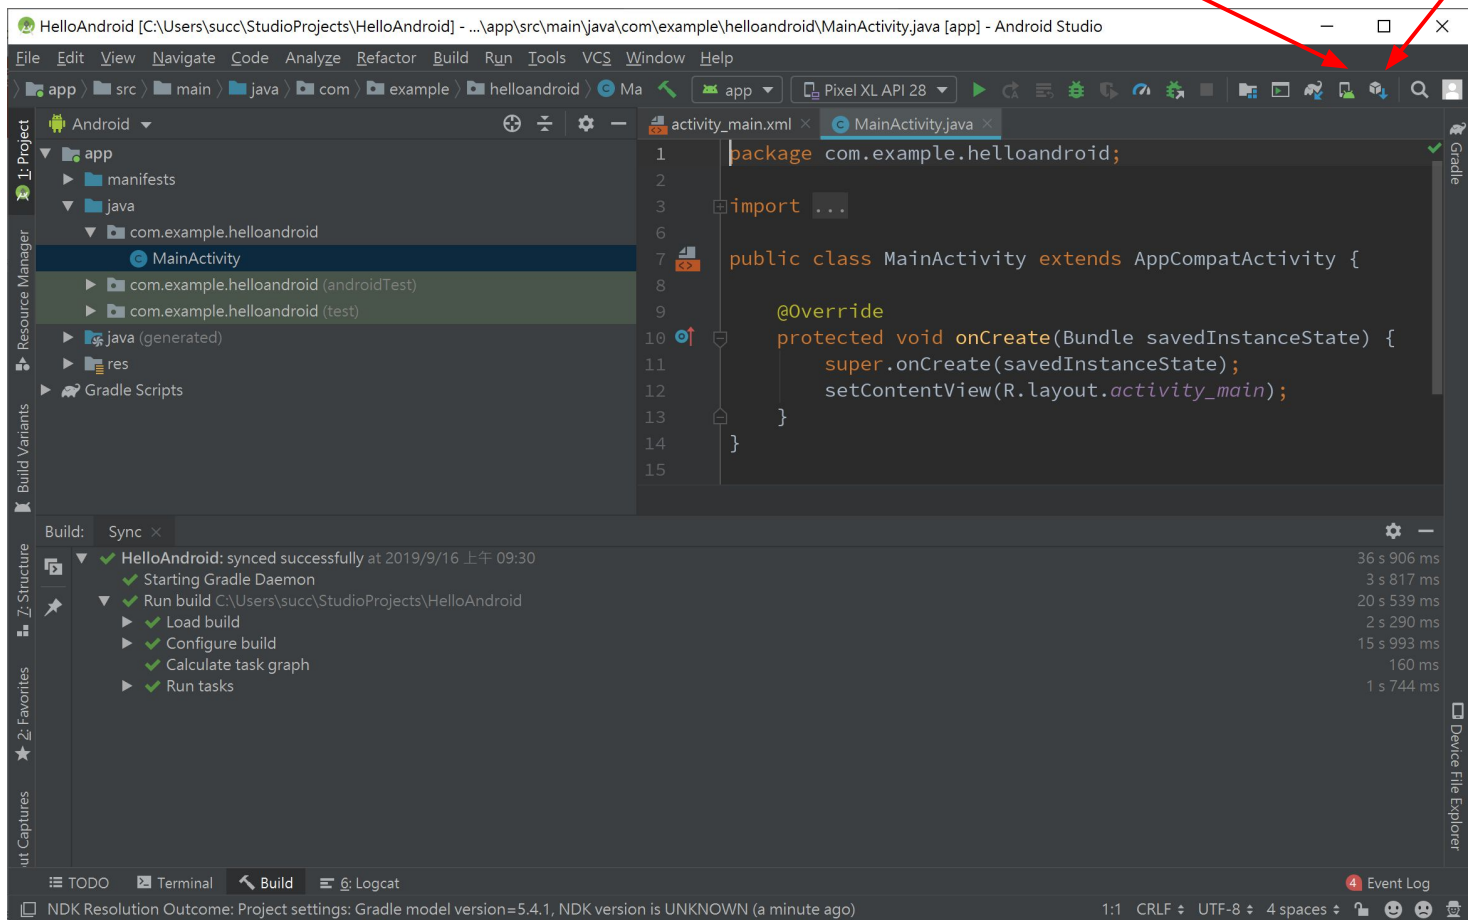 HelloAndroid [C:\Users\succ\StudioProjects\HelloAndroid] - ...\app\src\main\java\com\example\helloandroid\MainActivity.java [app] - Android Studio
File Edit View Navigate Code Analyze Refactor Build Run Tools VCS Window Help
app src main java com example helloandroid Ma app Pixel XL API 28
1: Project
Resource Manager
Build Variants
7: Structure
2: Favorites
ut Captures
Android
app
manifests
java
com.example.helloandroid
MainActivity
com.example.helloandroid (androidTest)
com.example.helloandroid (test)
java (generated)
res
Gradle Scripts
activity_main.xml MainActivity.java
1 package com.example.helloandroid;
2
3 import ...
6
7 public class MainActivity extends AppCompatActivity {
8
9 @Override
10 protected void onCreate(Bundle savedInstanceState) {
11 super.onCreate(savedInstanceState);
12 setContentView(R.layout.activity_main);
13 }
14 }
15
Gradle
Device File Explorer
Build: Sync
HelloAndroid: synced successfully at 2019/9/16 上午 09:30 36 s 906 ms
Starting Gradle Daemon 3 s 817 ms
Run build C:\Users\succ\StudioProjects\HelloAndroid 20 s 539 ms
Load build 2 s 290 ms
Configure build 15 s 993 ms
Calculate task graph 160 ms
Run tasks 1 s 744 ms
TODO Terminal Build 6: Logcat 4 Event Log
NDK Resolution Outcome: Project settings: Gradle model version=5.4.1, NDK version is UNKNOWN (a minute ago) 1:1 CRLF UTF-8 4 spaces